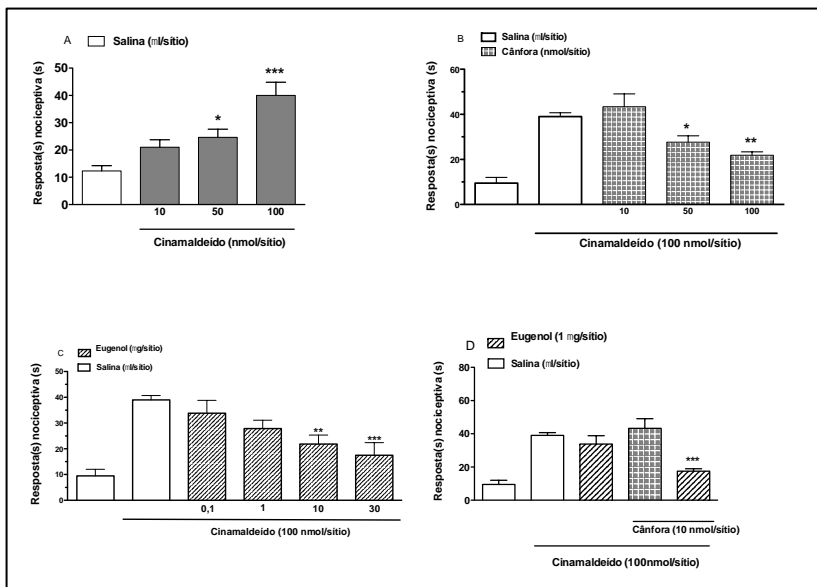 A
Salina (ml/sítio)
Resposta(s) nociceptiva (s)
50
40
30
20
10
0
*
***
10 50 100
Cinamaldeído (nmol/sítio)
B
Salina (ml/sítio)
Cânfora (nmol/sítio)
Resposta(s) nociceptiva (s)
60
40
20
0
*
**
10 50 100
Cinamaldeído (100 nmol/sítio)
C
Eugenol (mg/sítio)
Salina (ml/sítio)
Resposta(s) nociceptiva (s)
50
40
30
20
10
0
**
***
0,1 1 10 30
Cinamaldeído (100 nmol/sítio)
D
Eugenol (1 mg/sítio)
Salina (ml/sítio)
Resposta(s) nociceptiva (s)
80
60
40
20
0
***
Cânfora (10 nmol/sítio)
Cinamaldeído (100nmol/sítio)